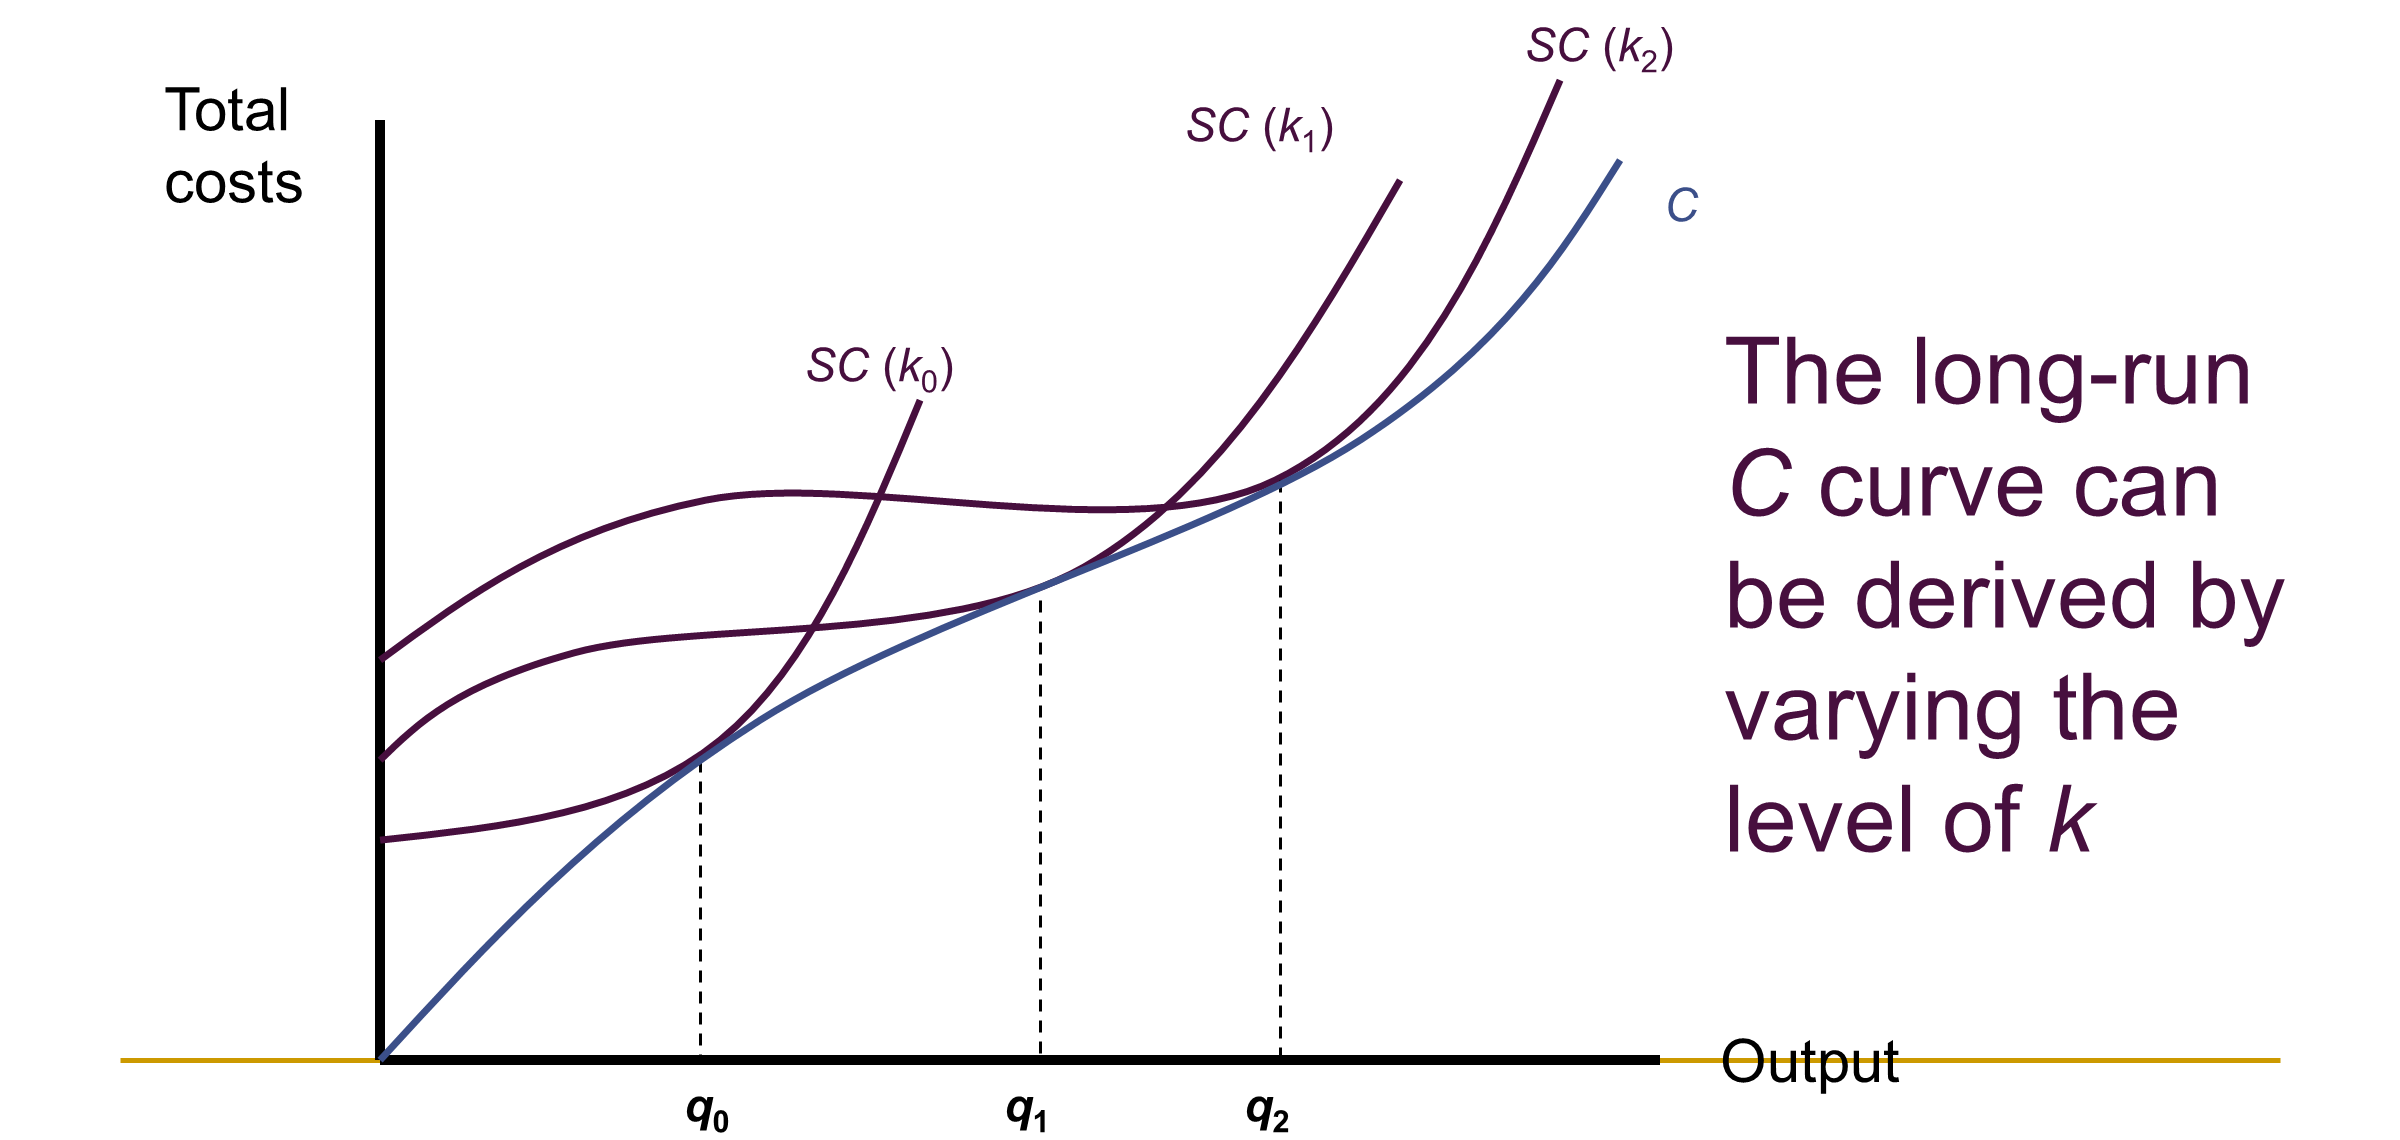 SC (k₂)
SC (k₁)
Total
costs
C
SC (k₀)
The long-run
C curve can
be derived by
varying the
level of k
Output
q₀
q₁
q₂